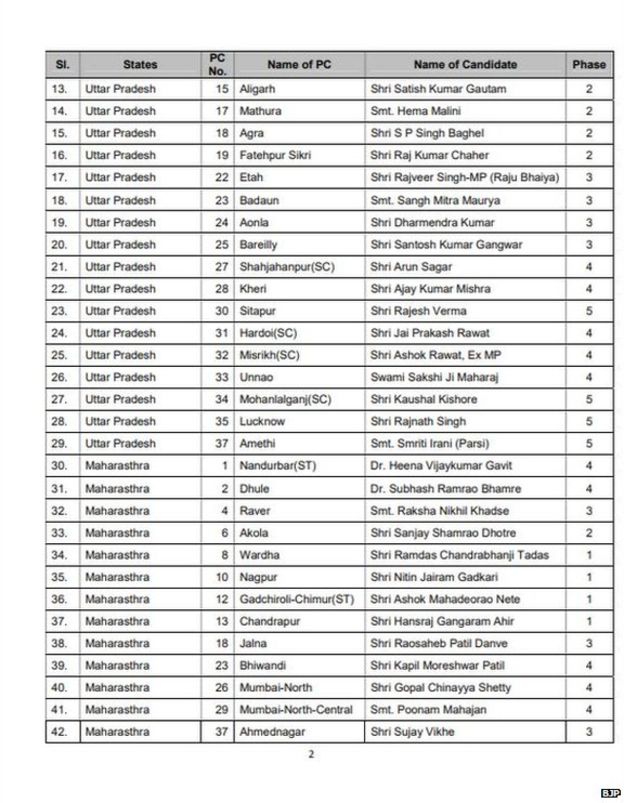 Sl. States PC No. Name of PC Name of Candidate Phase
13. Uttar Pradesh 15 Aligarh Shri Satish Kumar Gautam 2
14. Uttar Pradesh 17 Mathura Smt. Hema Malini 2
15. Uttar Pradesh 18 Agra Shri S P Singh Baghel 2
16. Uttar Pradesh 19 Fatehpur Sikri Shri Raj Kumar Chaher 2
17. Uttar Pradesh 22 Etah Shri Rajveer Singh-MP (Raju Bhaiya) 3
18. Uttar Pradesh 23 Badaun Smt. Sangh Mitra Maurya 3
19. Uttar Pradesh 24 Aonla Shri Dharmendra Kumar 3
20. Uttar Pradesh 25 Bareilly Shri Santosh Kumar Gangwar 3
21. Uttar Pradesh 27 Shahjahanpur(SC) Shri Arun Sagar 4
22. Uttar Pradesh 28 Kheri Shri Ajay Kumar Mishra 4
23. Uttar Pradesh 30 Sitapur Shri Rajesh Verma 5
24. Uttar Pradesh 31 Hardoi(SC) Shri Jai Prakash Rawat 4
25. Uttar Pradesh 32 Misrikh(SC) Shri Ashok Rawat, Ex MP 4
26. Uttar Pradesh 33 Unnao Swami Sakshi Ji Maharaj 4
27. Uttar Pradesh 34 Mohanlalganj(SC) Shri Kaushal Kishore 5
28. Uttar Pradesh 35 Lucknow Shri Rajnath Singh 5
29. Uttar Pradesh 37 Amethi Smt. Smriti Irani (Parsi) 5
30. Maharasthra 1 Nandurbar(ST) Dr. Heena Vijaykumar Gavit 4
31. Maharasthra 2 Dhule Dr. Subhash Ramrao Bhamre 4
32. Maharasthra 4 Raver Smt. Raksha Nikhil Khadse 3
33. Maharasthra 6 Akola Shri Sanjay Shamrao Dhotre 2
34. Maharasthra 8 Wardha Shri Ramdas Chandrabhanji Tadas 1
35. Maharasthra 10 Nagpur Shri Nitin Jairam Gadkari 1
36. Maharasthra 12 Gadchiroli-Chimur(ST) Shri Ashok Mahadeorao Nete 1
37. Maharasthra 13 Chandrapur Shri Hansraj Gangaram Ahir 1
38. Maharasthra 18 Jalna Shri Raosaheb Patil Danve 3
39. Maharasthra 23 Bhiwandi Shri Kapil Moreshwar Patil 4
40. Maharasthra 26 Mumbai-North Shri Gopal Chinayya Shetty 4
41. Maharasthra 29 Mumbai-North-Central Smt. Poonam Mahajan 4
42. Maharasthra 37 Ahmednagar Shri Sujay Vikhe 3
2
BJP